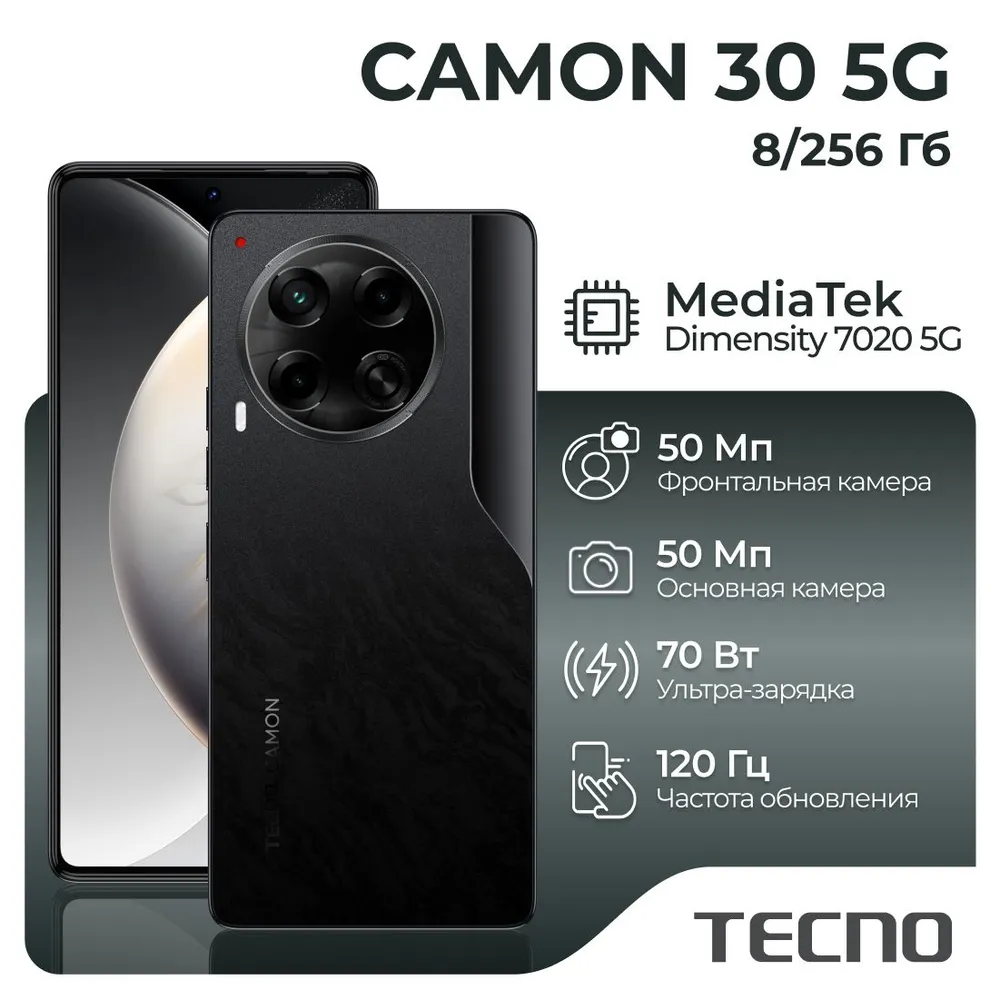 CAMON 30 5G
8/256 Гб
MediaTek
Dimensity 7020 5G
50 Мп
Фронтальная камера
50 Мп
Основная камера
70 Вт
Ультра-зарядка
120 Гц
Частота обновления
TECNO CAMON
TECNO